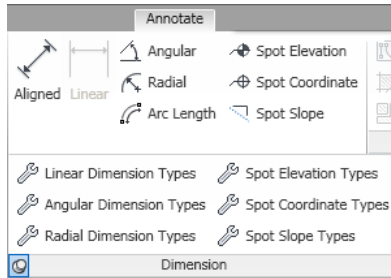 Annotate
Angular
Spot Elevation
Radial
Spot Coordinate
Aligned
Linear
Arc Length
Spot Slope
Linear Dimension Types
Spot Elevation Types
Angular Dimension Types
Spot Coordinate Types
Radial Dimension Types
Spot Slope Types
Dimension